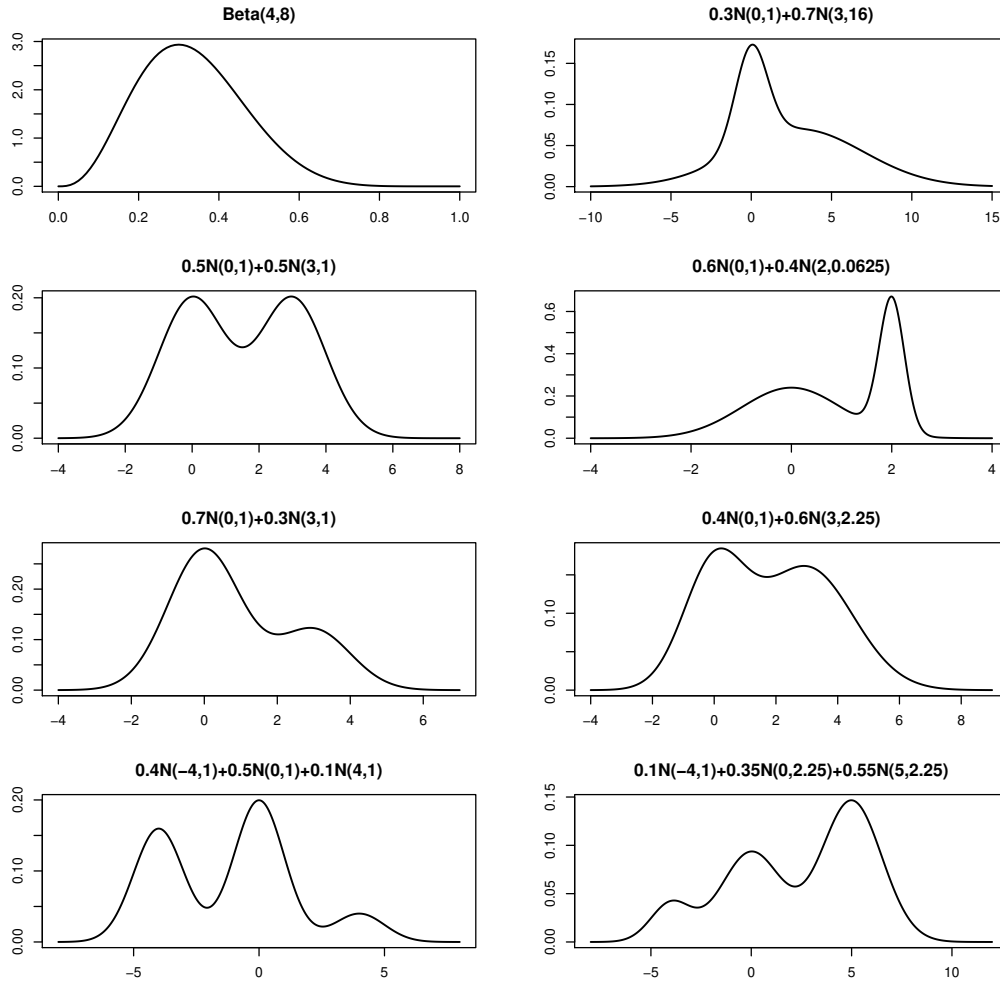 Beta(4,8)
0.0 1.0 2.0 3.0
0.0 0.2 0.4 0.6 0.8 1.0
0.3N(0,1)+0.7N(3,16)
0.00 0.05 0.10 0.15
−10 −5 0 5 10 15
0.5N(0,1)+0.5N(3,1)
0.00 0.10 0.20
−4 −2 0 2 4 6 8
0.6N(0,1)+0.4N(2,0.0625)
0.0 0.2 0.4 0.6
−4 −2 0 2 4
0.7N(0,1)+0.3N(3,1)
0.00 0.10 0.20
−4 −2 0 2 4 6
0.4N(0,1)+0.6N(3,2.25)
0.00 0.10
−4 −2 0 2 4 6 8
0.4N(−4,1)+0.5N(0,1)+0.1N(4,1)
0.00 0.10 0.20
−5 0 5
0.1N(−4,1)+0.35N(0,2.25)+0.55N(5,2.25)
0.00 0.05 0.10 0.15
−5 0 5 10